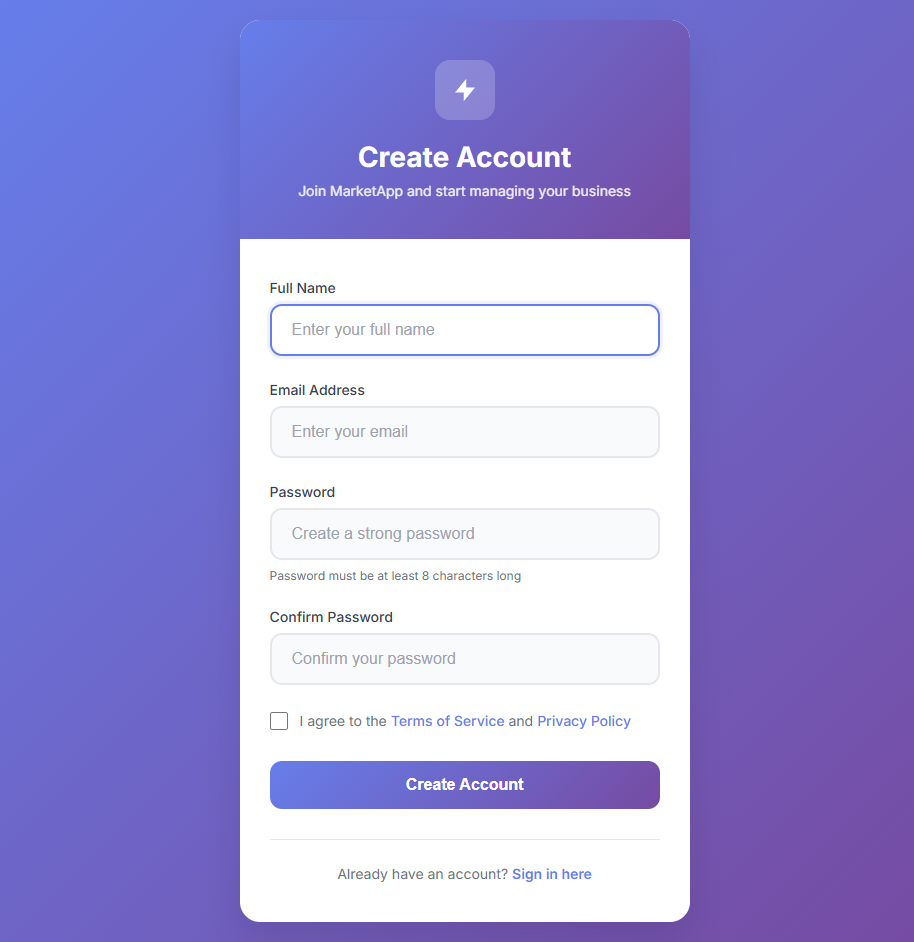 Create Account
Join MarketApp and start managing your business
Full Name
Enter your full name
Email Address
Enter your email
Password
Create a strong password
Password must be at least 8 characters long
Confirm Password
Confirm your password
I agree to the Terms of Service and Privacy Policy
Create Account
Already have an account? Sign in here